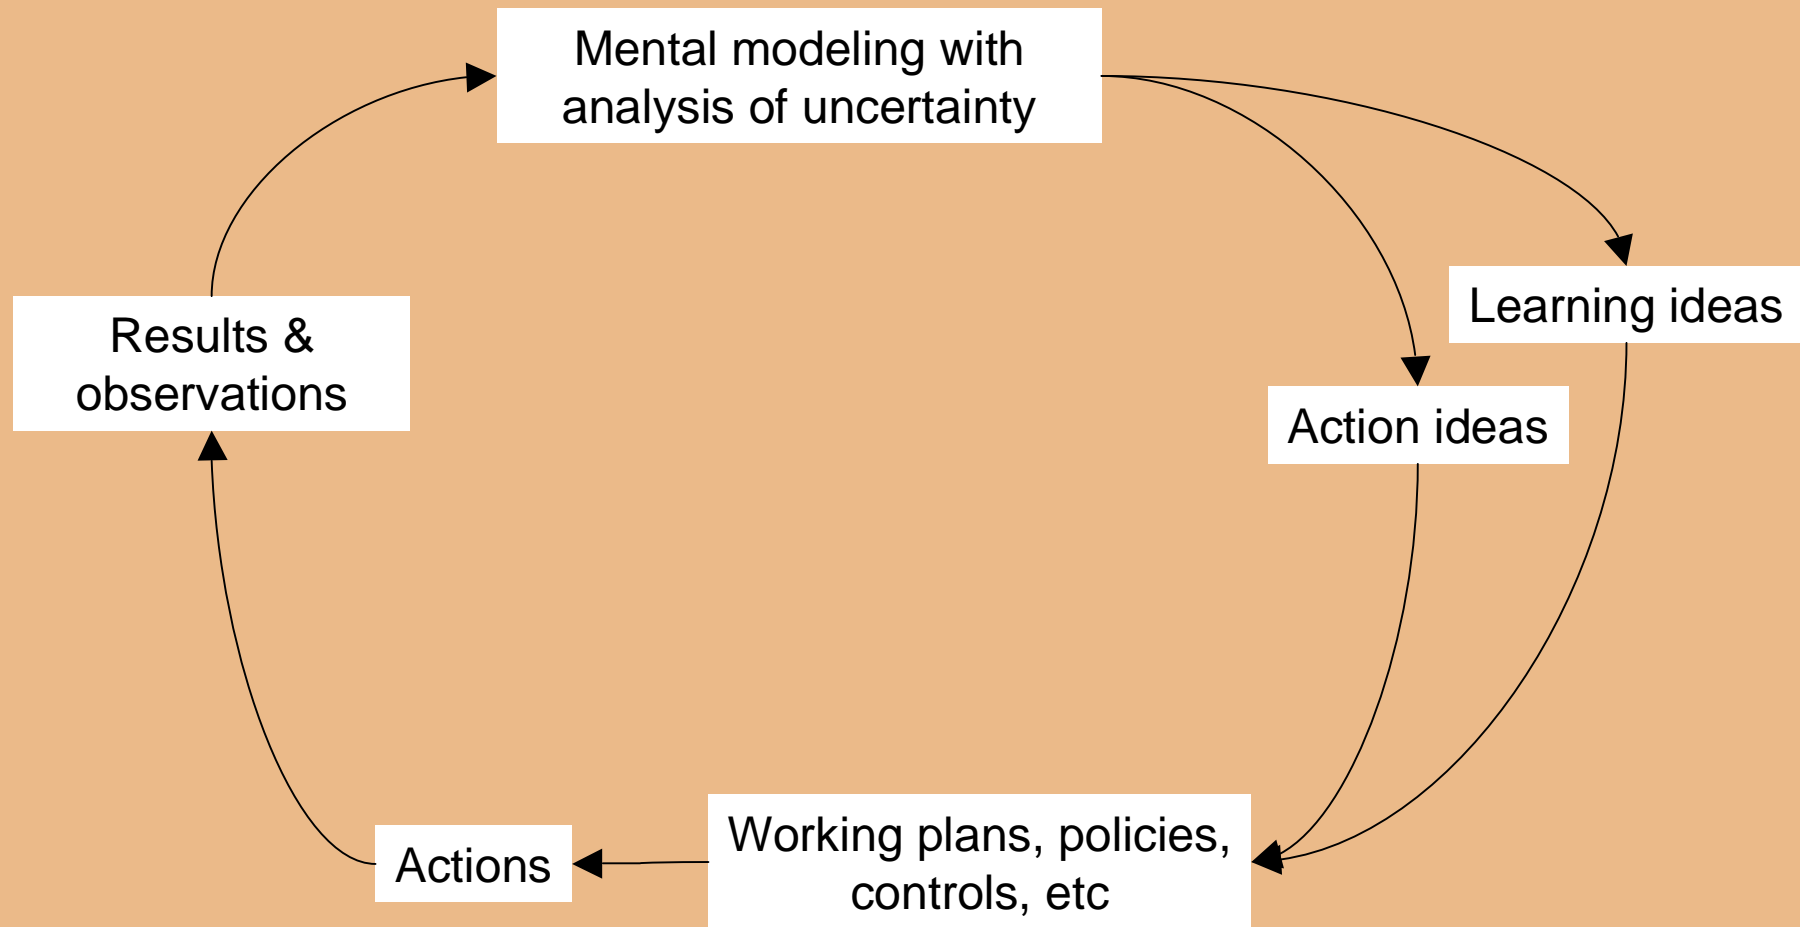 Mental modeling with
analysis of uncertainty
Learning ideas
Results &
observations
Action ideas
Working plans, policies,
controls, etc
Actions